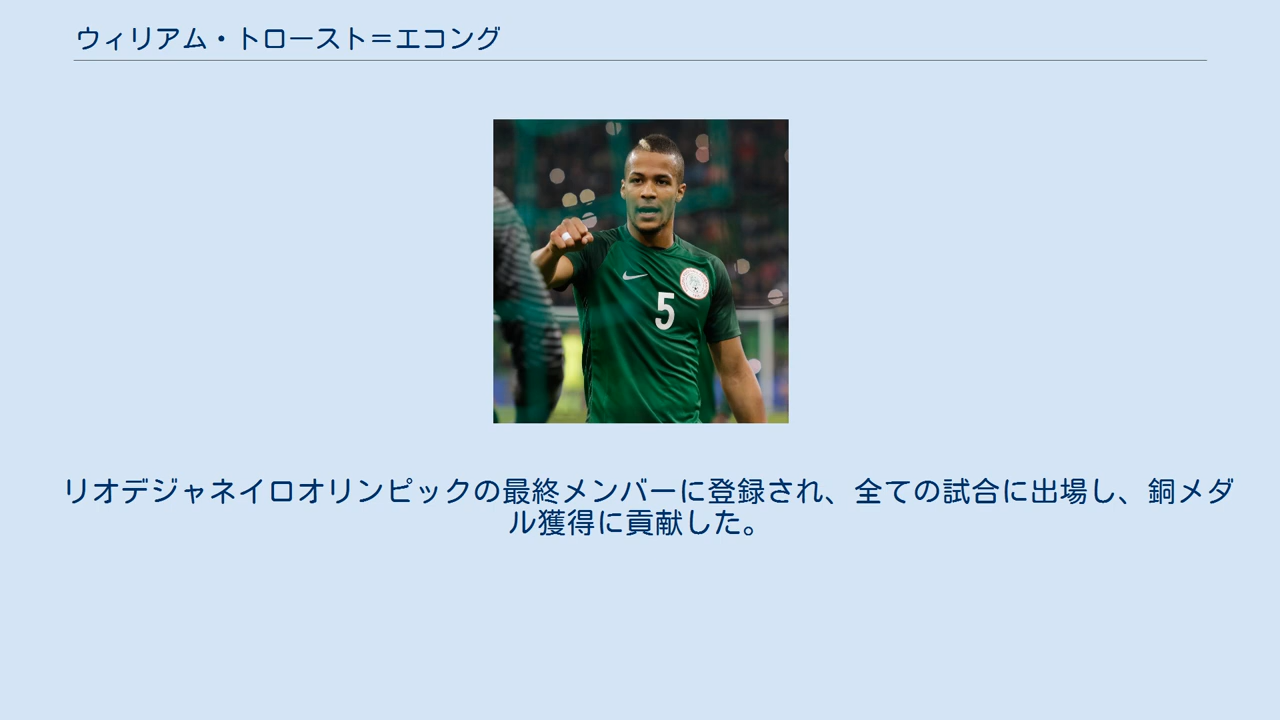 ウィリアム・トロースト＝エコング
5
リオデジャネイロオリンピックの最終メンバーに登録され、全ての試合に出場し、銅メダ
ル獲得に貢献した。